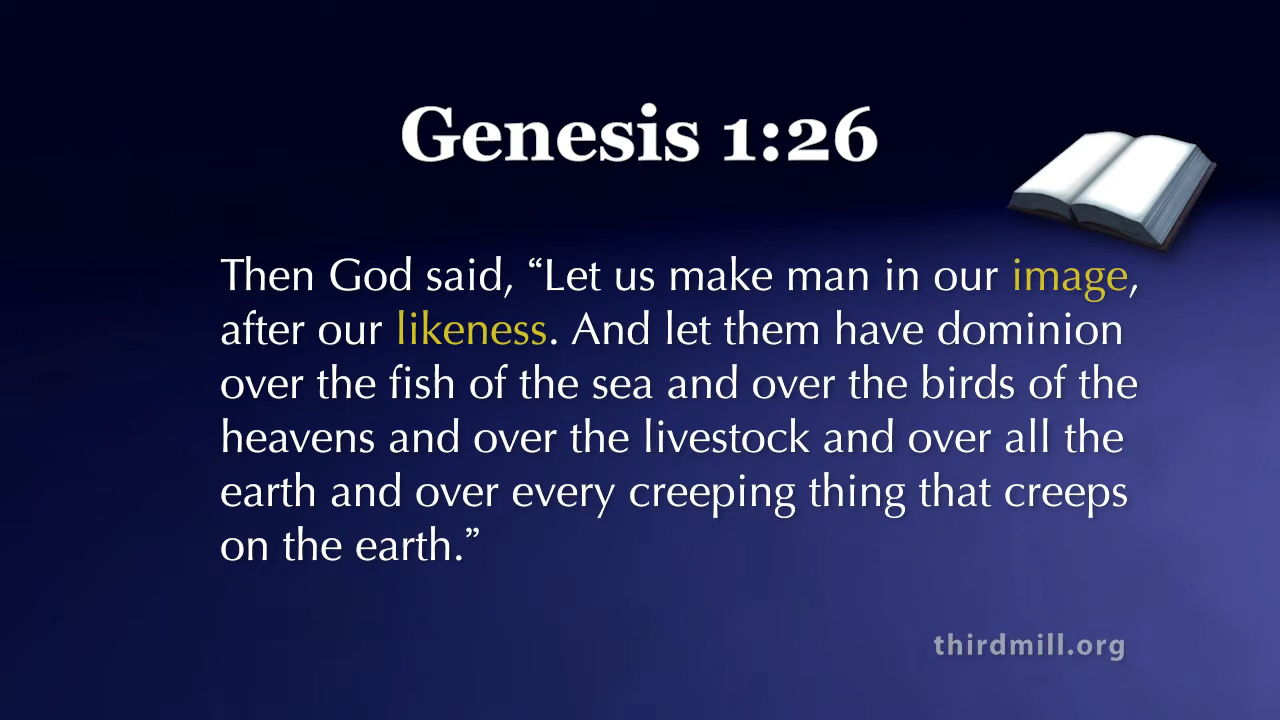 Genesis 1:26
Then God said, “Let us make man in our image,
after our likeness. And let them have dominion
over the fish of the sea and over the birds of the
heavens and over the livestock and over all the
earth and over every creeping thing that creeps
on the earth.”
thirdmill.org